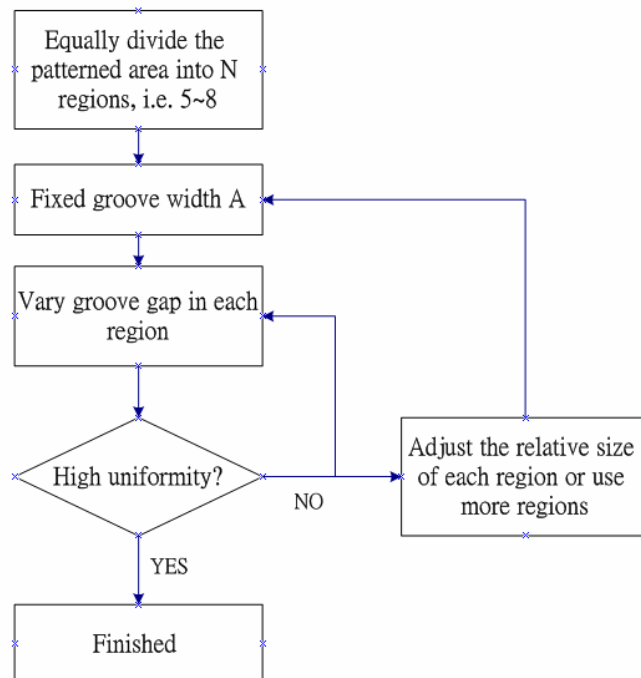 Equally divide the
patterned area into N
regions, i.e. 5~8
Fixed groove width A
Vary groove gap in each
region
High uniformity?
NO
Adjust the relative size
of each region or use
more regions
YES
Finished